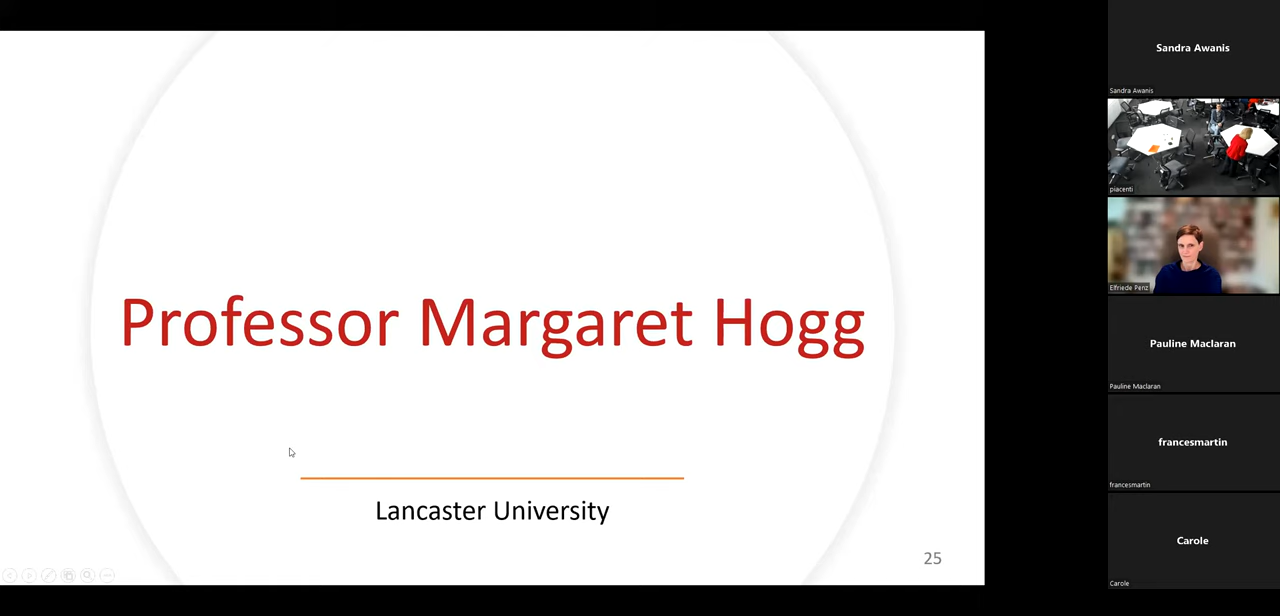 Professor Margaret Hogg
Lancaster University
25
Sandra Awanis
Sandra Awanis
piacenti
Elfriede Penz
Pauline Maclaran
Pauline Maclaran
francesmartin
francesmartin
Carole
Carole